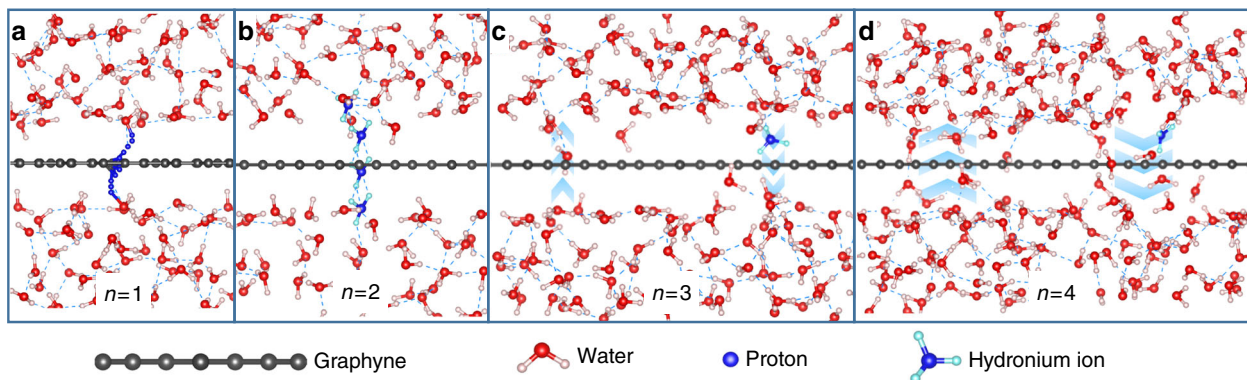 a
b
c
d
n=1
n=2
n=3
n=4
Graphyne
Water
Proton
Hydronium ion